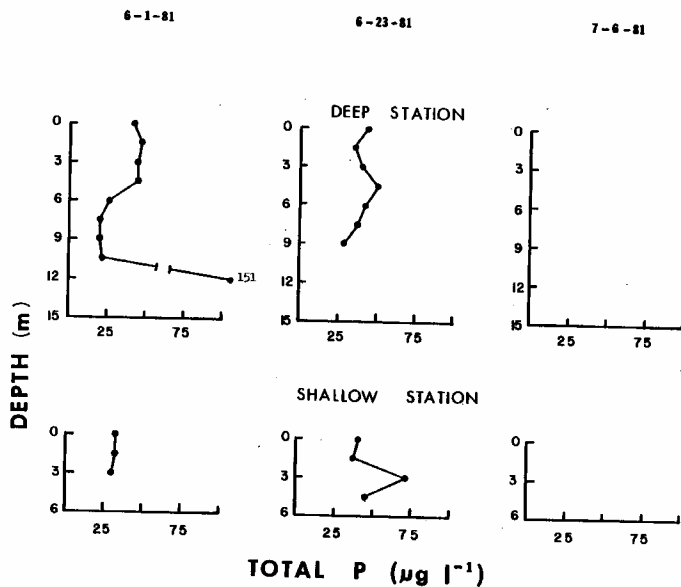 6-1-81 6-23-81 7-6-81
DEEP STATION
0 0 0
3 3 3
6 6 6
9 9 9
12 12 12
15 15 15
151
25 75 25 75 25 75
SHALLOW STATION
0 0 0
3 3 3
6 6 6
25 75 25 75 25 75
DEPTH (m)
TOTAL P (µg l⁻¹)